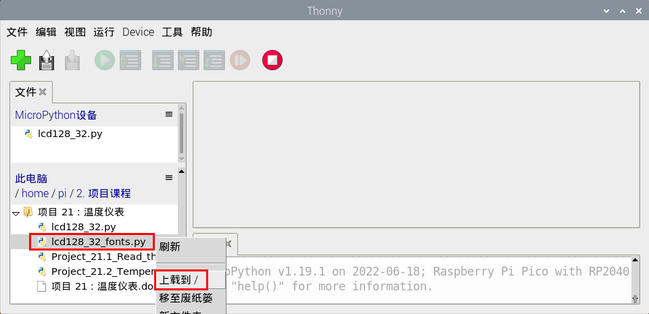 Thonny
文件 编辑 视图 运行 Device 工具 帮助
文件
MicroPython设备
lcd128_32.py
此电脑
/ home / pi / 2. 项目课程
项目 21：温度仪表
lcd128_32.py
lcd128_32_fonts.py
刷新
Project_21.1_Read_th
Project_21.2_Temper
上载到 /
项目 21：温度仪表.do
移至废纸篓
Python v1.19.1 on 2022-06-18; Raspberry Pi Pico with RP2040
"help()" for more information.